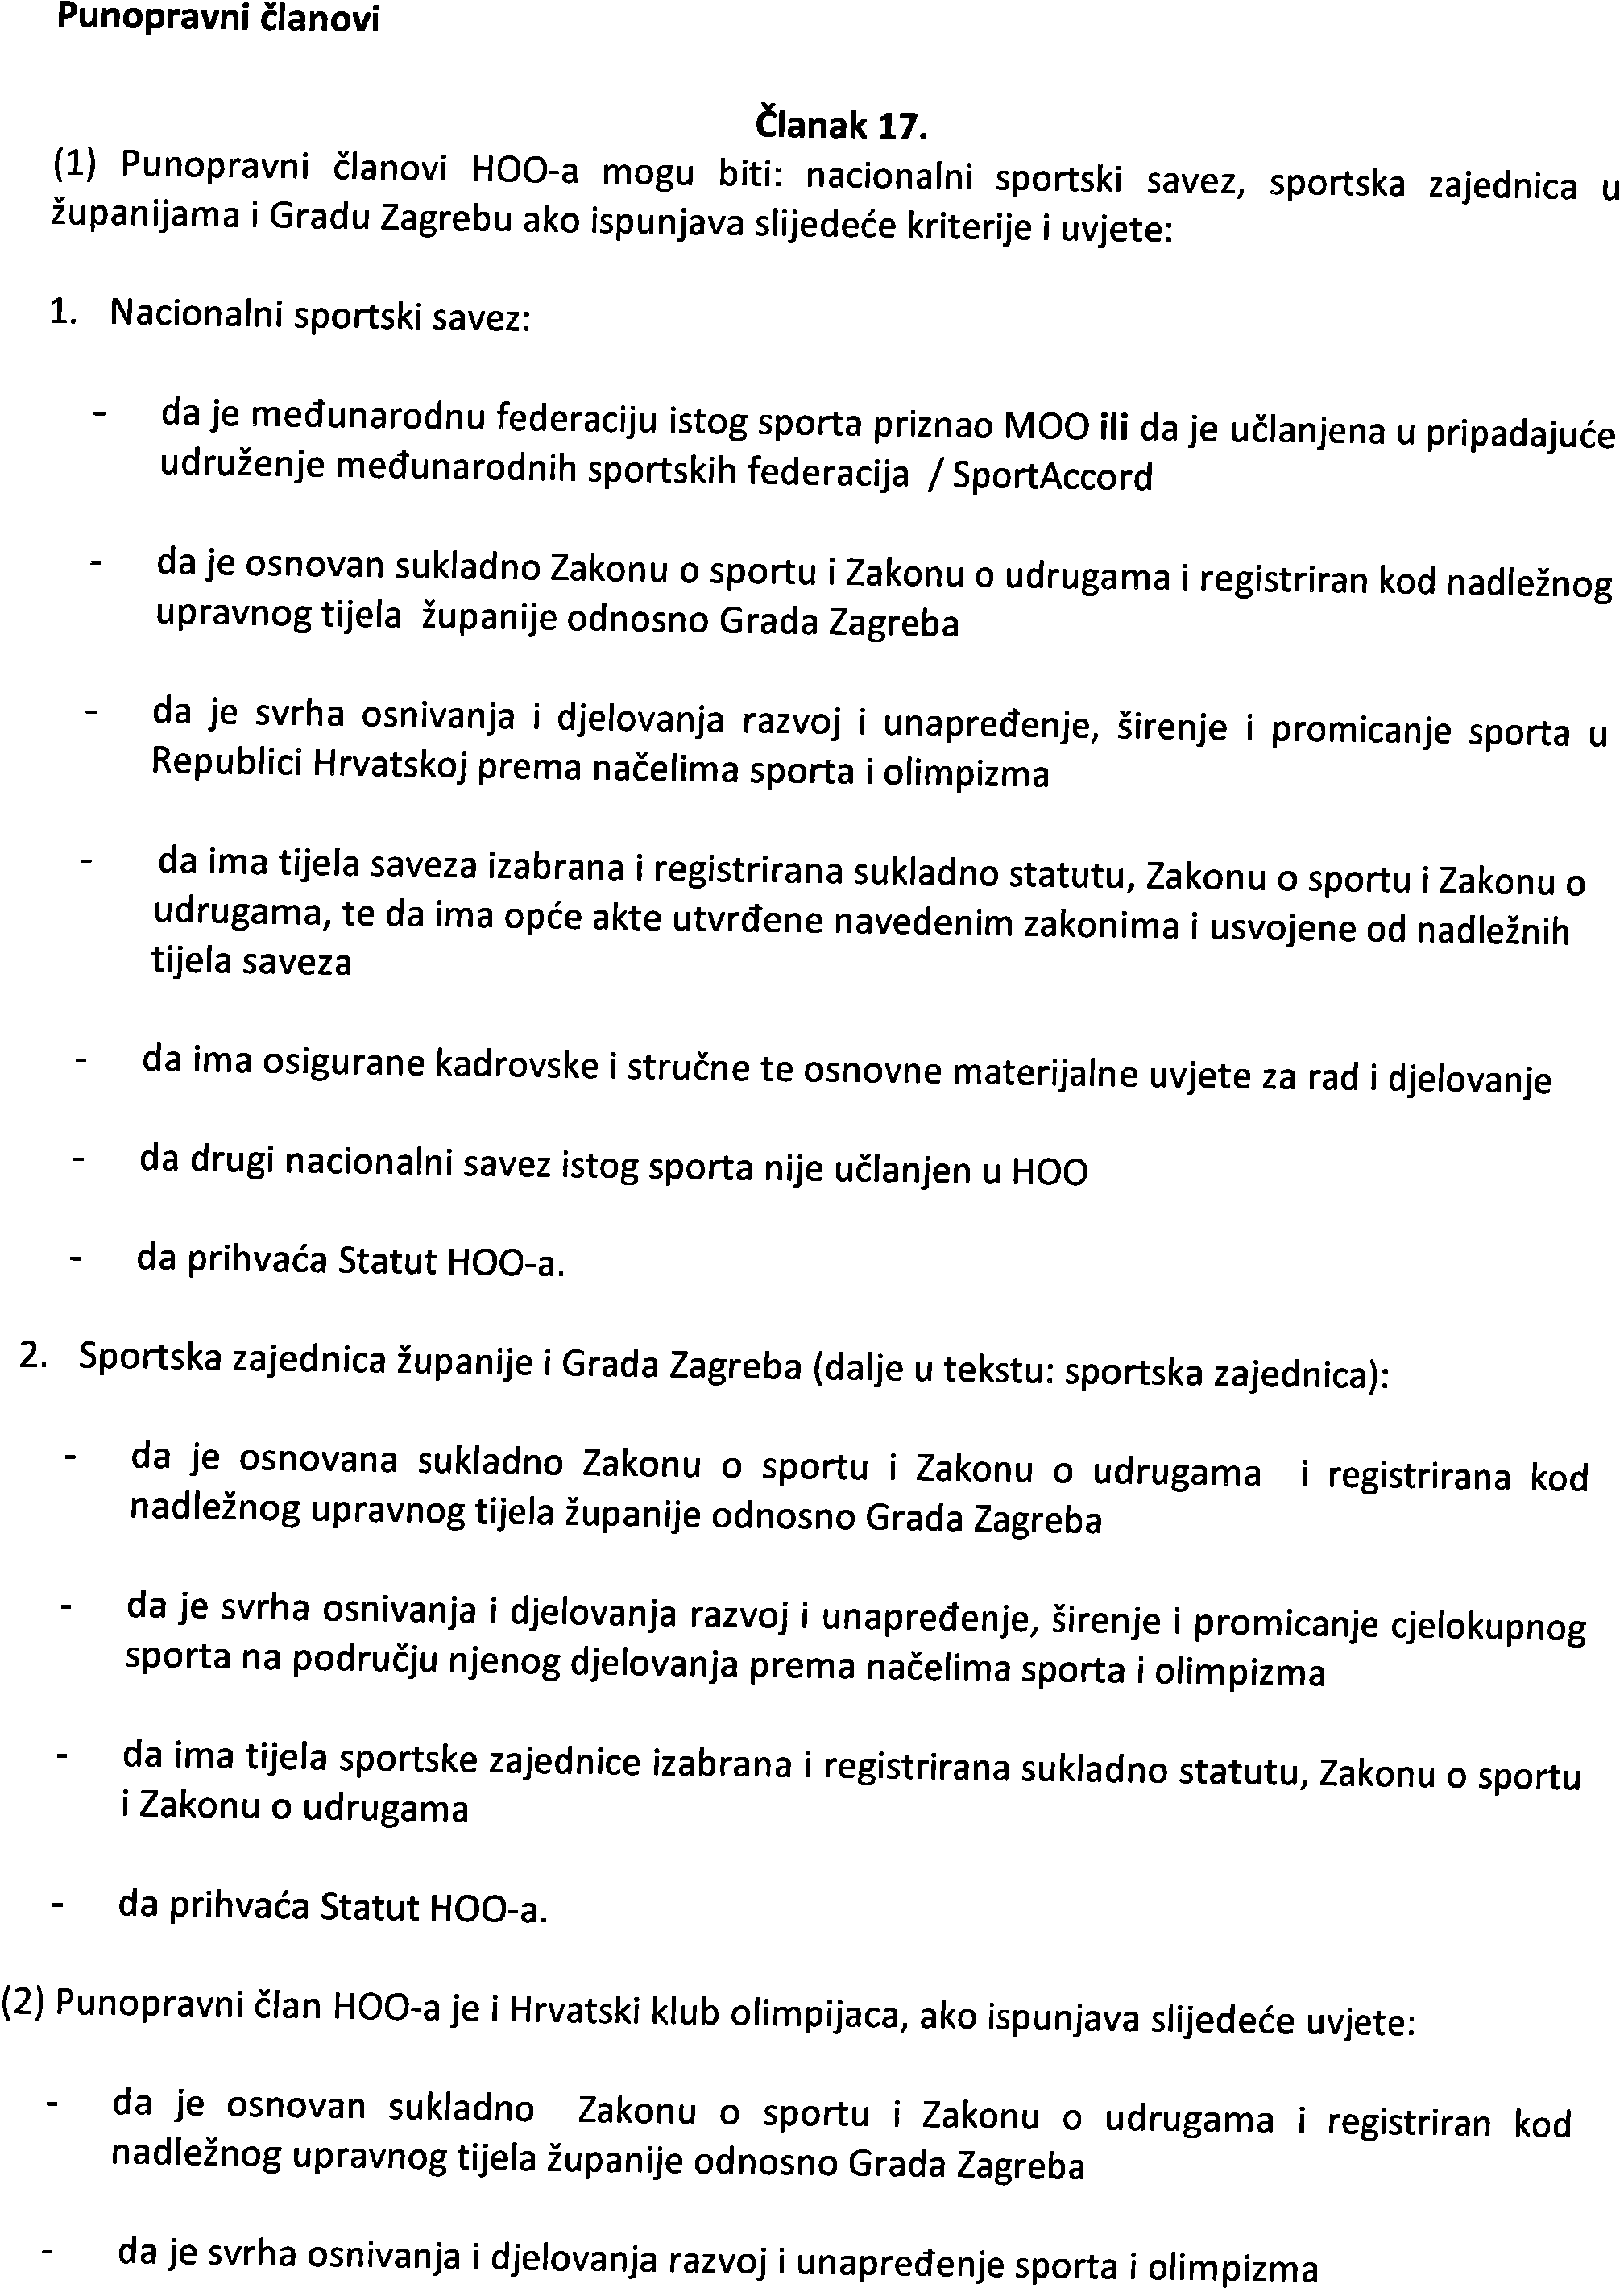 Punopravni članovi
Članak 17.
(1) Punopravni članovi HOO-a mogu biti: nacionalni sportski savez, sportska zajednica u
županijama i Gradu Zagrebu ako ispunjava slijedeće kriterije i uvjete:
1. Nacionalni sportski savez:
- da je međunarodnu federaciju istog sporta priznao MOO ili da je učlanjena u pripadajuće
udruženje međunarodnih sportskih federacija / SportAccord
- da je osnovan sukladno Zakonu o sportu i Zakonu o udrugama i registriran kod nadležnog
upravnog tijela županije odnosno Grada Zagreba
- da je svrha osnivanja i djelovanja razvoj i unapređenje, širenje i promicanje sporta u
Republici Hrvatskoj prema načelima sporta i olimpizma
- da ima tijela saveza izabrana i registrirana sukladno statutu, Zakonu o sportu i Zakonu o
udrugama, te da ima opće akte utvrđene navedenim zakonima i usvojene od nadležnih
tijela saveza
- da ima osigurane kadrovske i stručne te osnovne materijalne uvjete za rad i djelovanje
- da drugi nacionalni savez istog sporta nije učlanjen u HOO
- da prihvaća Statut HOO-a.
2. Sportska zajednica županije i Grada Zagreba (dalje u tekstu: sportska zajednica):
- da je osnovana sukladno Zakonu o sportu i Zakonu o udrugama i registrirana kod
nadležnog upravnog tijela županije odnosno Grada Zagreba
- da je svrha osnivanja i djelovanja razvoj i unapređenje, širenje i promicanje cjelokupnog
sporta na području njenog djelovanja prema načelima sporta i olimpizma
- da ima tijela sportske zajednice izabrana i registrirana sukladno statutu, Zakonu o sportu
i Zakonu o udrugama
- da prihvaća Statut HOO-a.
(2) Punopravni član HOO-a je i Hrvatski klub olimpijaca, ako ispunjava slijedeće uvjete:
- da je osnovan sukladno Zakonu o sportu i Zakonu o udrugama i registriran kod
nadležnog upravnog tijela županije odnosno Grada Zagreba
- da je svrha osnivanja i djelovanja razvoj i unapređenje sporta i olimpizma